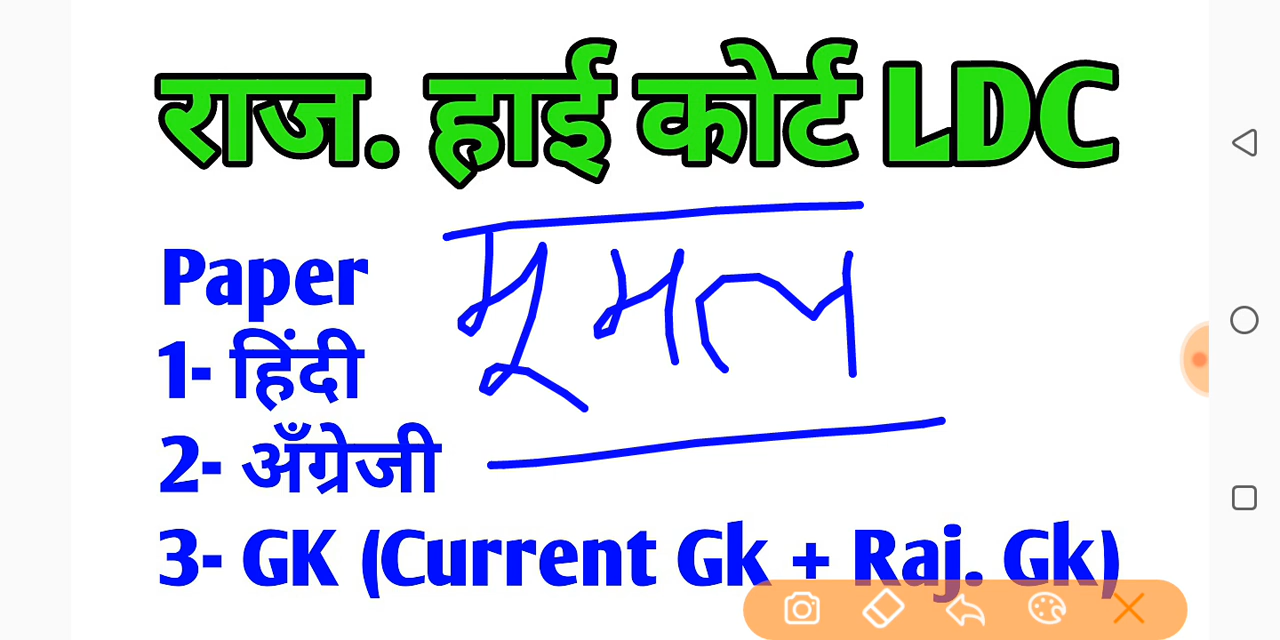 राज. हाई कोर्ट LDC
मूमल
Paper
1- हिंदी
2- अँग्रेजी
3- GK (Current Gk + Raj. Gk)